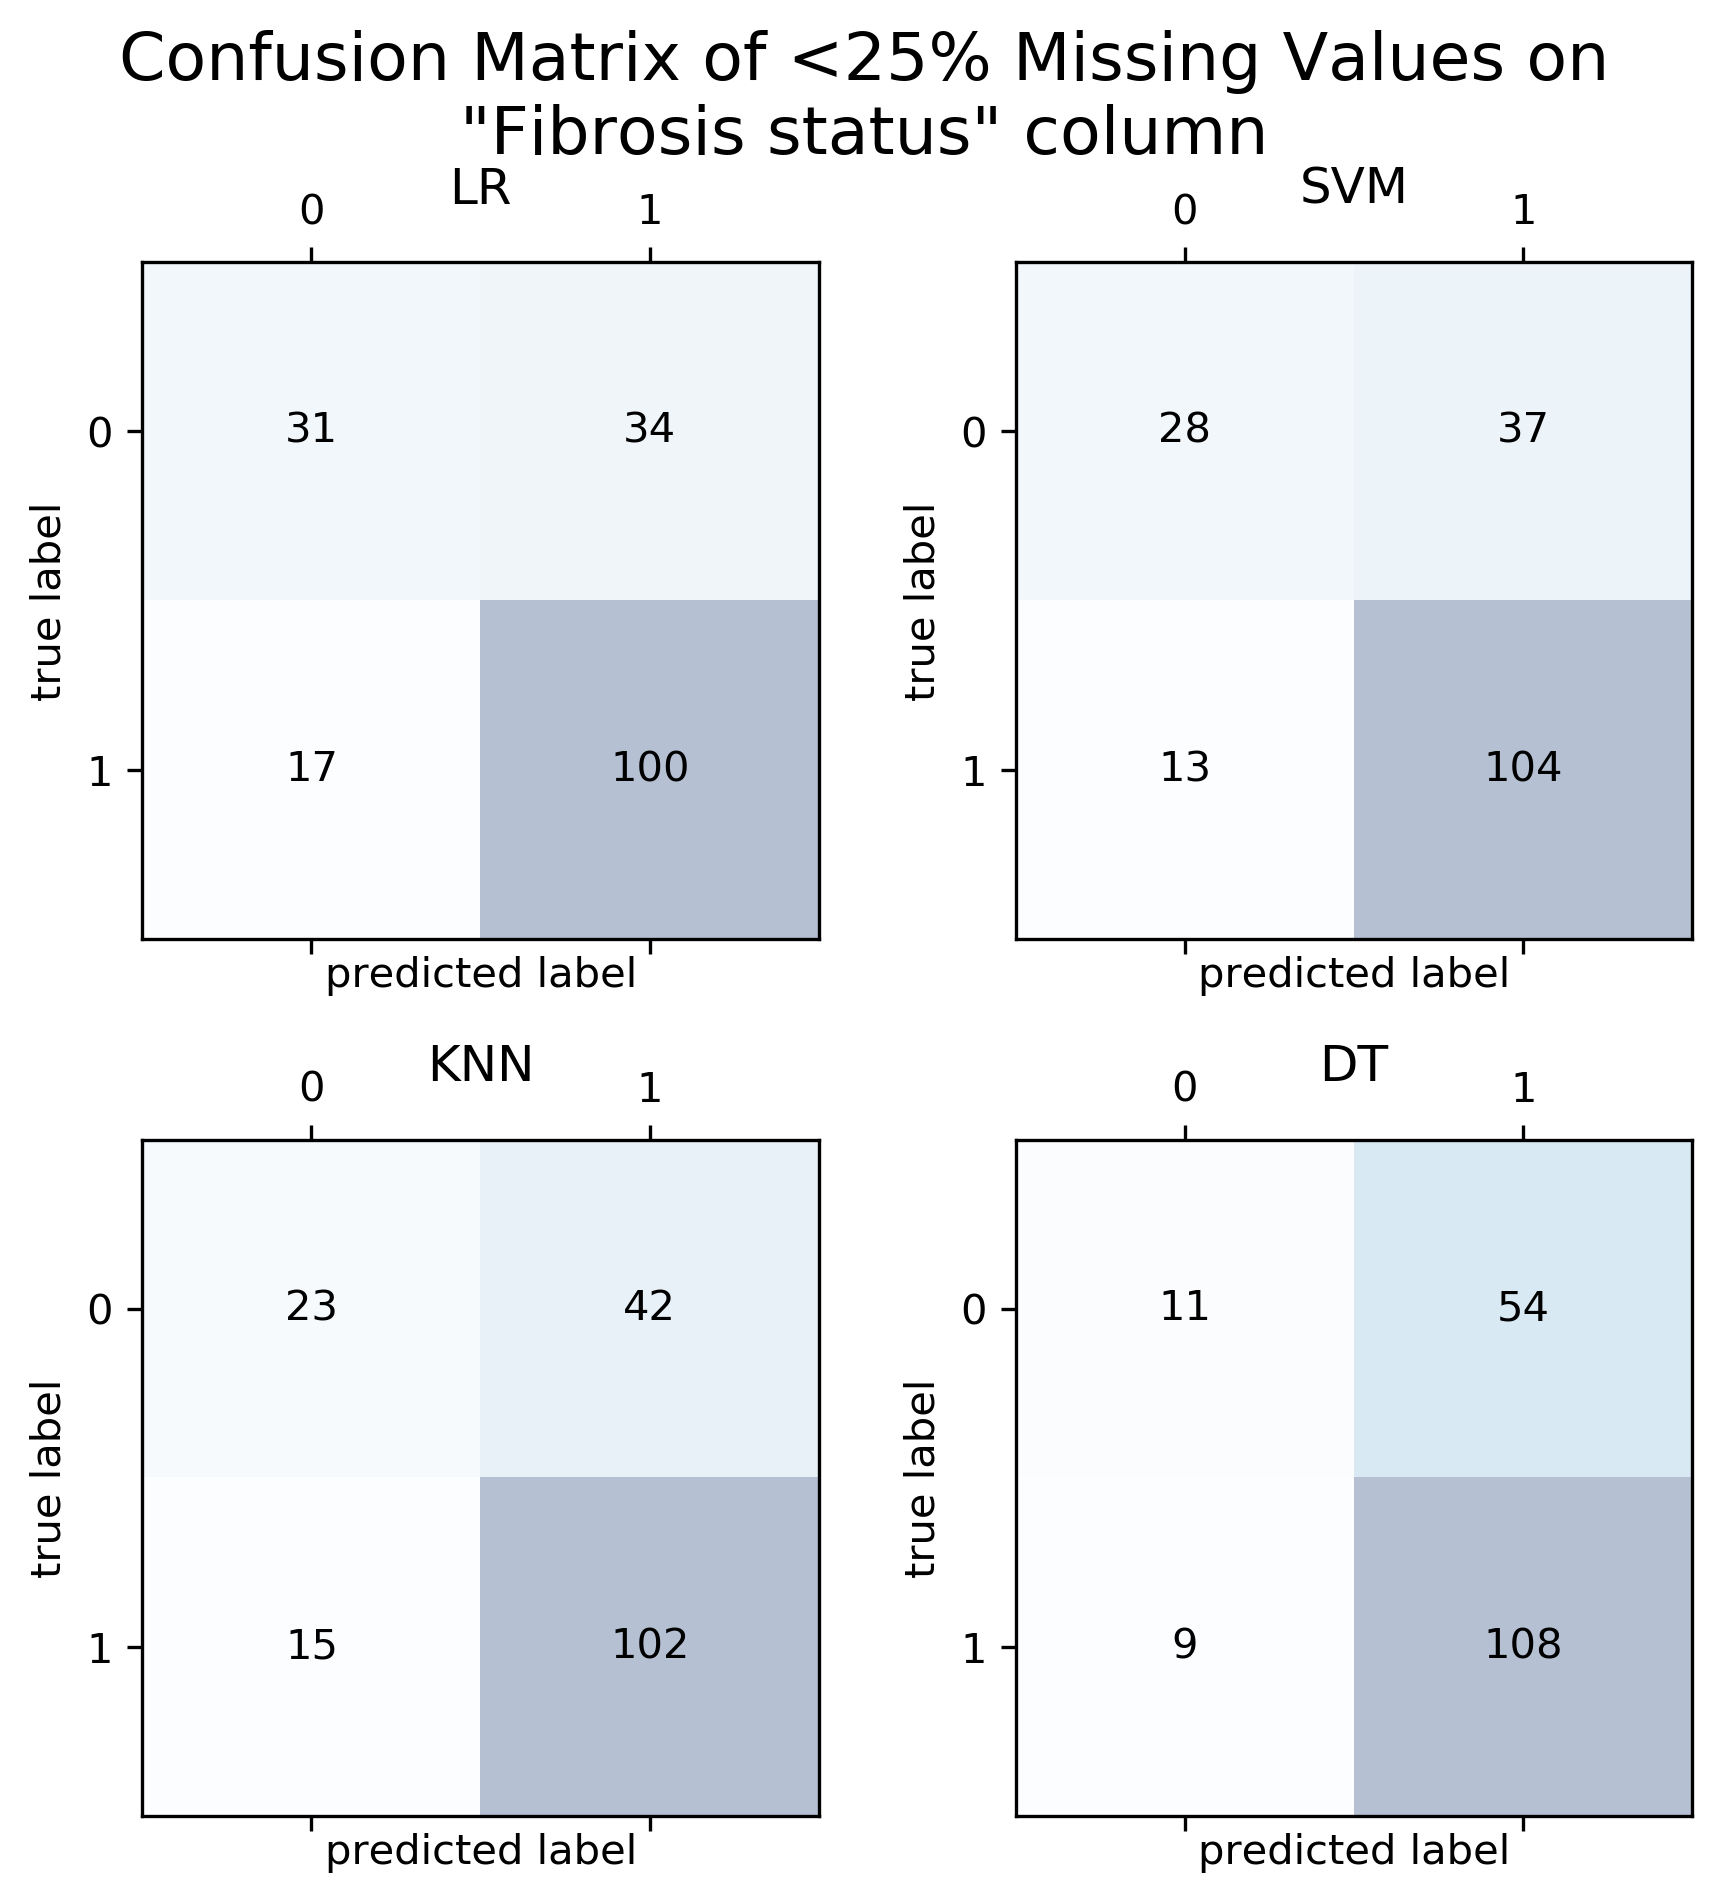 Confusion Matrix of <25% Missing Values on
"Fibrosis status" column
LR
0 1
0
31 34
true label
1
17 100
predicted label
SVM
0 1
0
28 37
true label
1
13 104
predicted label
KNN
0 1
0
23 42
true label
1
15 102
predicted label
DT
0 1
0
11 54
true label
1
9 108
predicted label